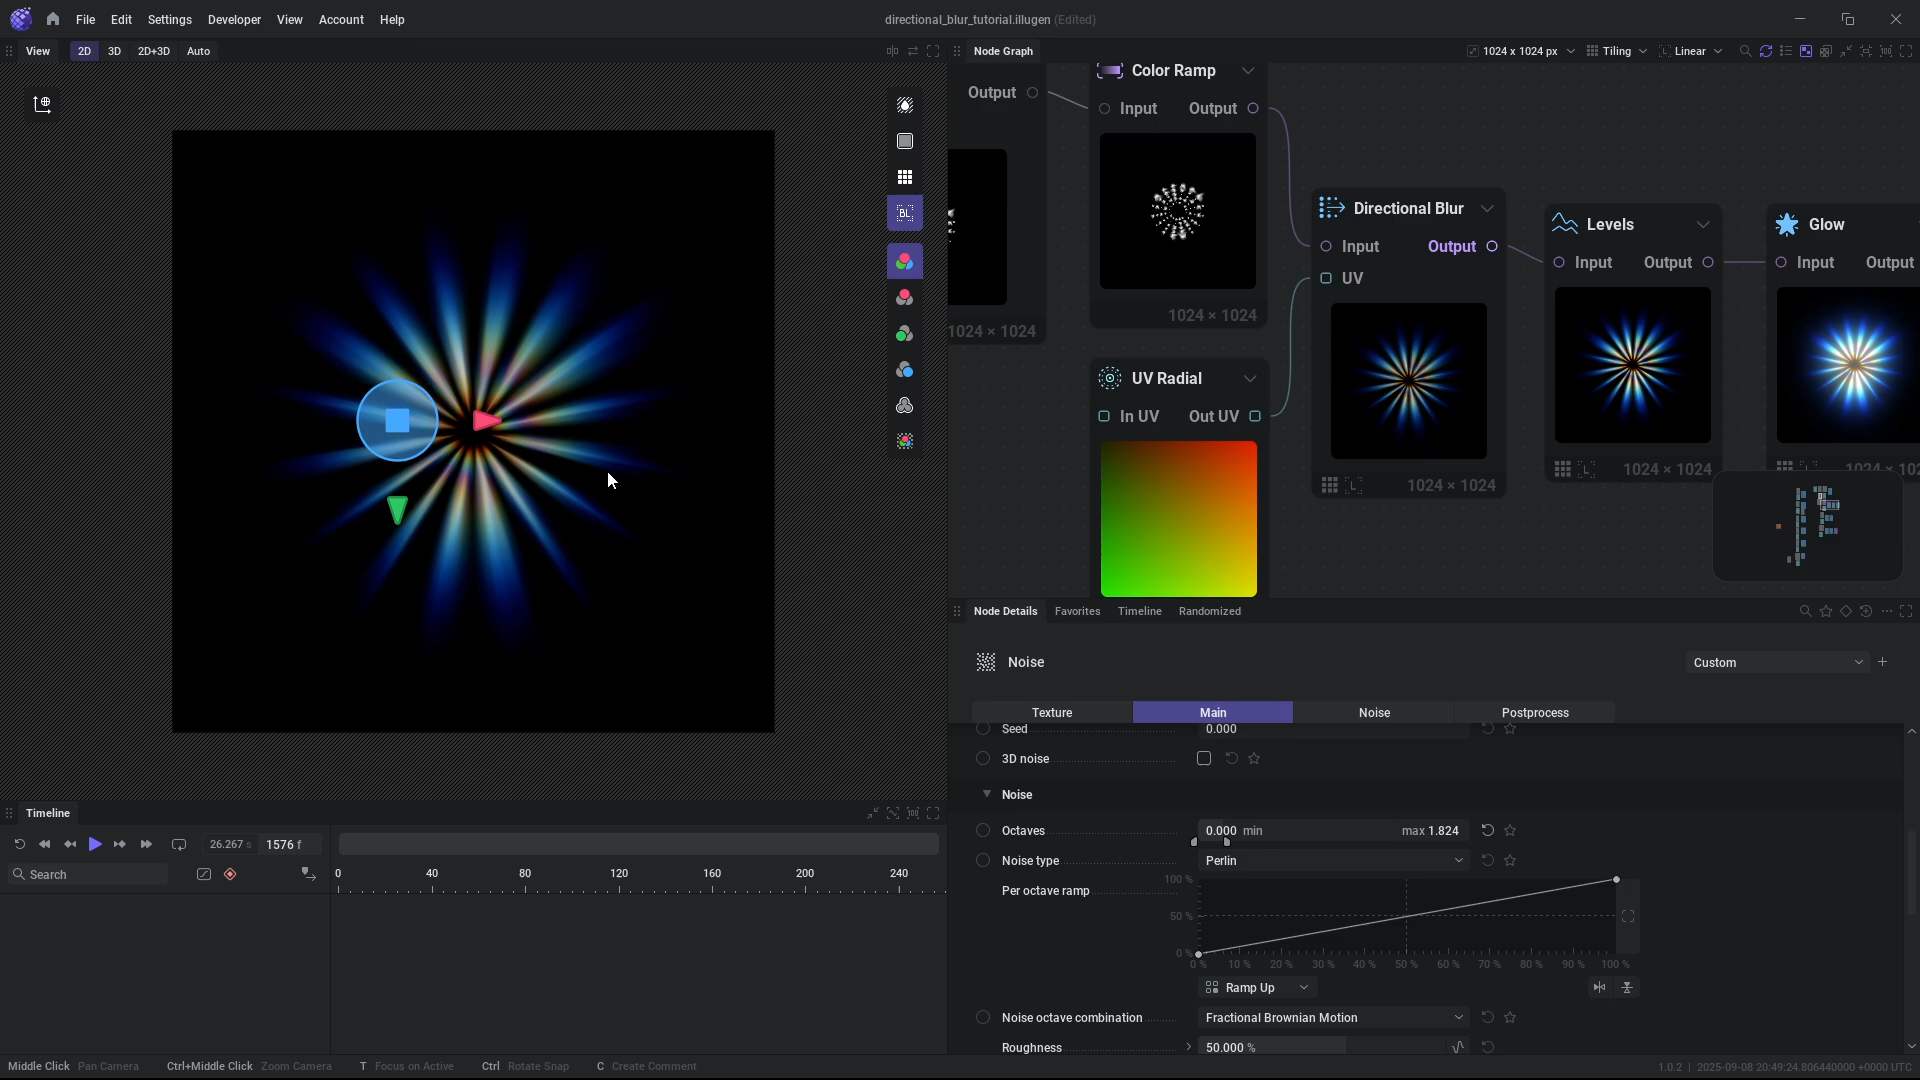 File Edit Settings Developer View Account Help
directional_blur_tutorial.illugen (Edited)
View 2D 3D 2D+3D Auto
BL
Node Graph 1024 x 1024 px Tiling L Linear
Output
1024 × 1024
Color Ramp
Input Output
1024 × 1024
UV Radial
In UV Out UV
Directional Blur
Input Output
UV
L 1024 × 1024
Levels
Input Output
L 1024 × 1024
Glow
Input Output
Node Details Favorites Timeline Randomized
Noise Custom
Texture Main Noise Postprocess
Seed 0.000
3D noise
Noise
Octaves 0.000 min max 1.824
Noise type Perlin
Per octave ramp
100 %
50 %
0 %
0 % 10 % 20 % 30 % 40 % 50 % 60 % 70 % 80 % 90 % 100 %
Ramp Up
Noise octave combination Fractional Brownian Motion
Roughness 50.000 %
Timeline
26.267 s 1576 f
Search
0 40 80 120 160 200 240
Middle Click Pan Camera Ctrl+Middle Click Zoom Camera T Focus on Active Ctrl Rotate Snap C Create Comment
1.0.2 | 2025-09-08 20:49:24.806440000 +0000 UTC